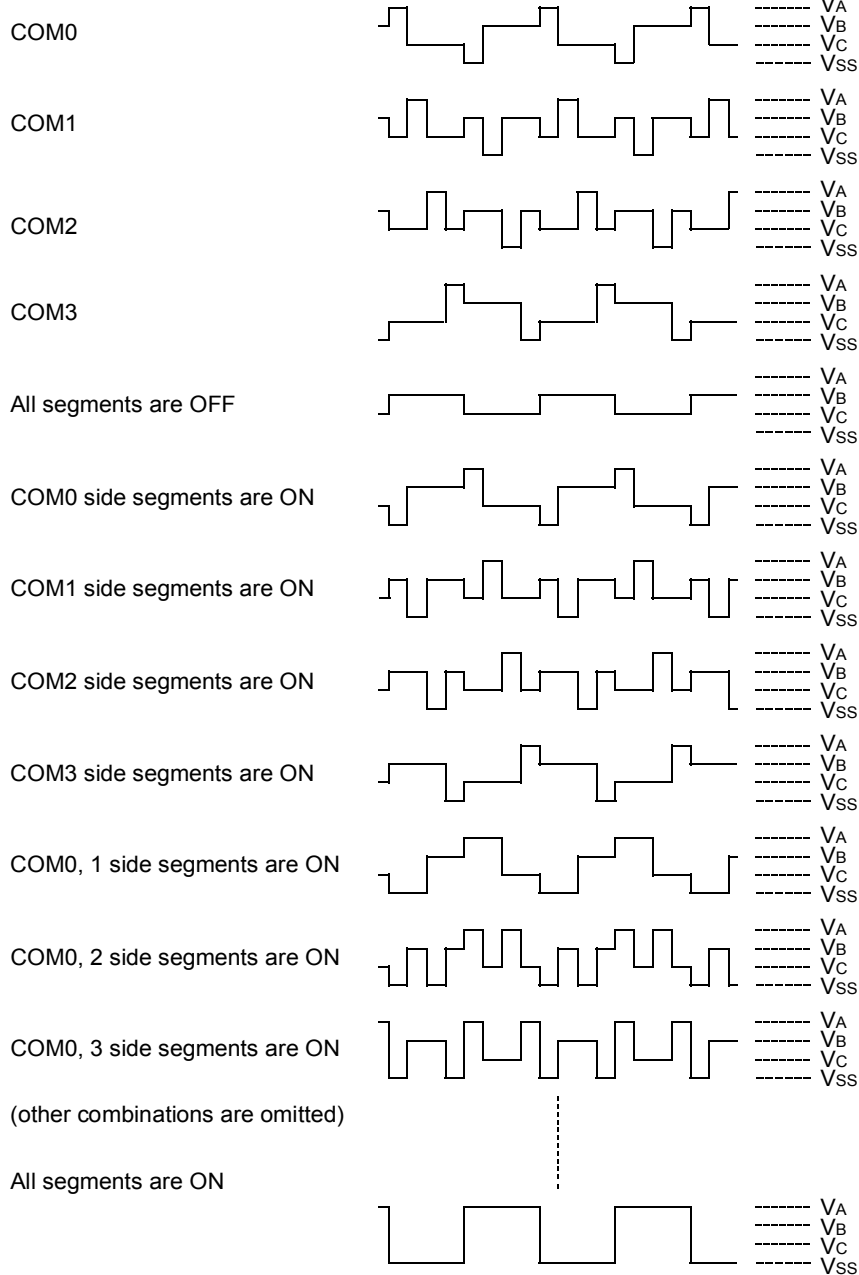 COM0
VA
VB
VC
VSS
COM1
VA
VB
VC
VSS
COM2
VA
VB
VC
VSS
COM3
VA
VB
VC
VSS
All segments are OFF
VA
VB
VC
VSS
COM0 side segments are ON
VA
VB
VC
VSS
COM1 side segments are ON
VA
VB
VC
VSS
COM2 side segments are ON
VA
VB
VC
VSS
COM3 side segments are ON
VA
VB
VC
VSS
COM0, 1 side segments are ON
VA
VB
VC
VSS
COM0, 2 side segments are ON
VA
VB
VC
VSS
COM0, 3 side segments are ON
VA
VB
VC
VSS
(other combinations are omitted)
All segments are ON
VA
VB
VC
VSS